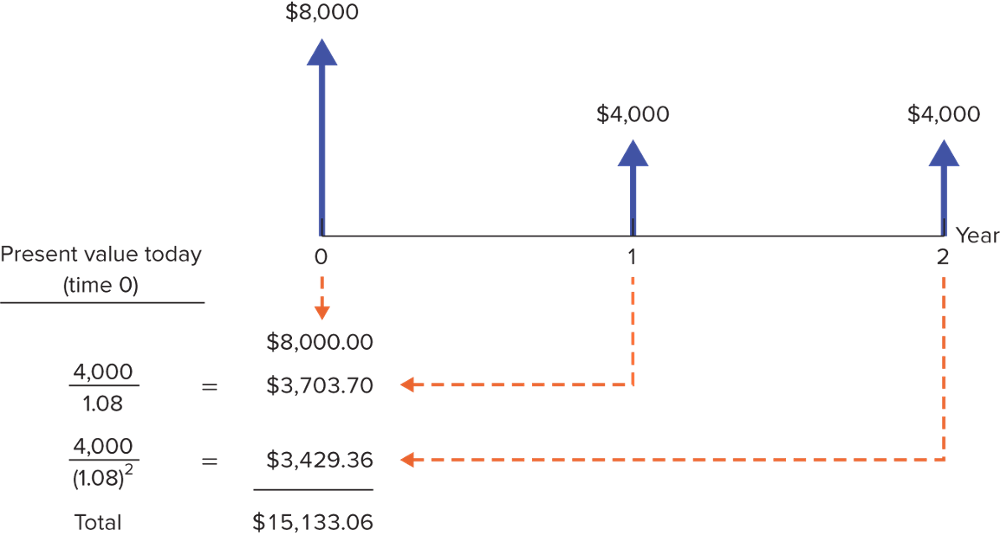 $8,000
$4,000 $4,000
Year
0 1 2
Present value today
(time 0)
$8,000.00
4,000
1.08
= $3,703.70
4,000
(1.08)²
= $3,429.36
Total $15,133.06